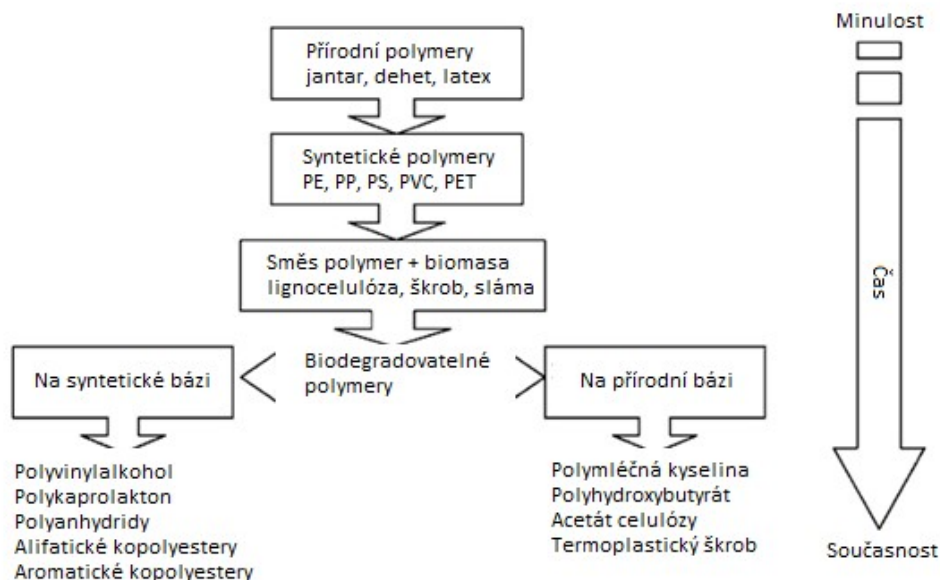 Minulost
Přírodní polymery
jantar, dehet, latex
Syntetické polymery
PE, PP, PS, PVC, PET
Směs polymer + biomasa
lignocelulóza, škrob, sláma
Čas
Biodegradovatelné
polymery
Na syntetické bázi
Na přírodní bázi
Polyvinylalkohol
Polykaprolakton
Polyanhydridy
Alifatické kopolyestery
Aromatické kopolyestery
Polymléčná kyselina
Polyhydroxybutyrát
Acetát celulózy
Termoplastický škrob
Současnost